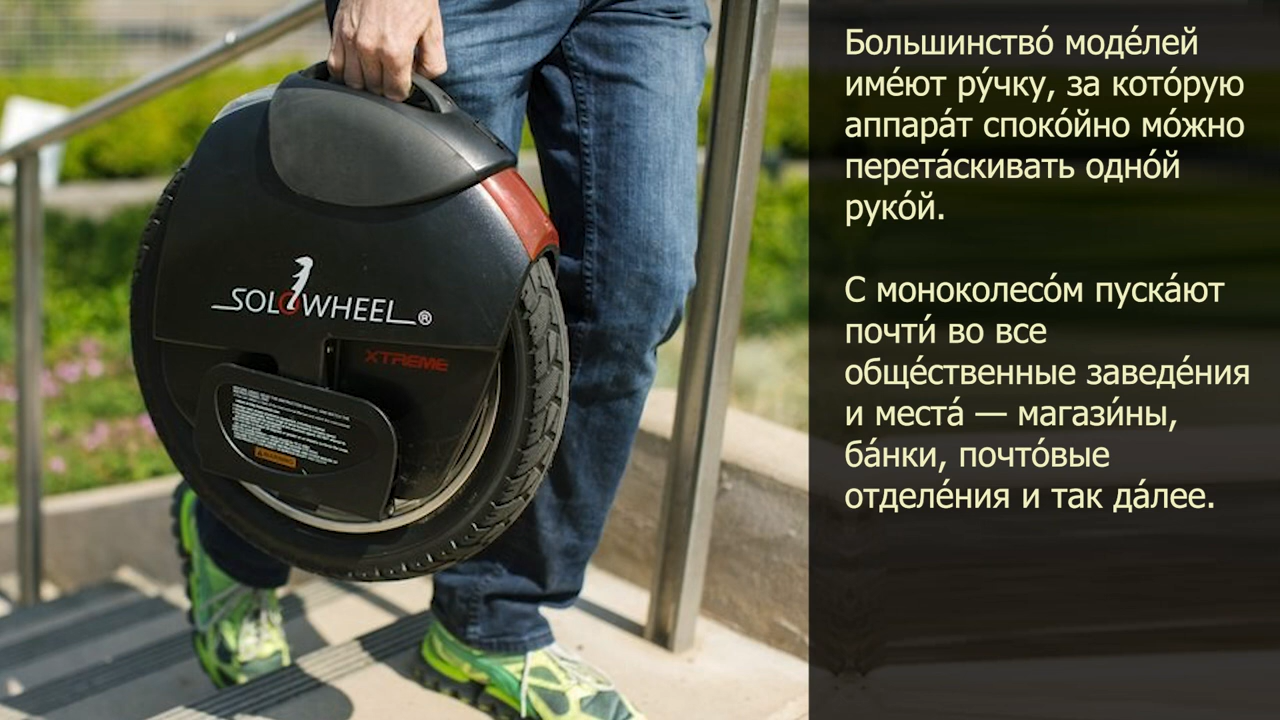 SOLOWHEEL®
XTREME
WARNING
Большинство́ моде́лей
име́ют ру́чку, за кото́рую
аппара́т споко́йно мо́жно
перета́скивать одно́й
руко́й.
С моноколесо́м пуска́ют
почти́ во все
обще́ственные заведе́ния
и места́ — магази́ны,
ба́нки, почто́вые
отделе́ния и так да́лее.